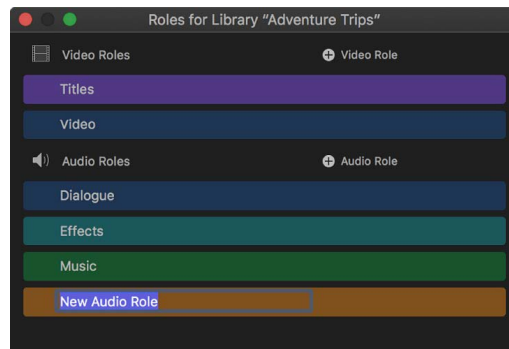 Roles for Library “Adventure Trips”
Video Roles
Video Role
Titles
Video
Audio Roles
Audio Role
Dialogue
Effects
Music
New Audio Role